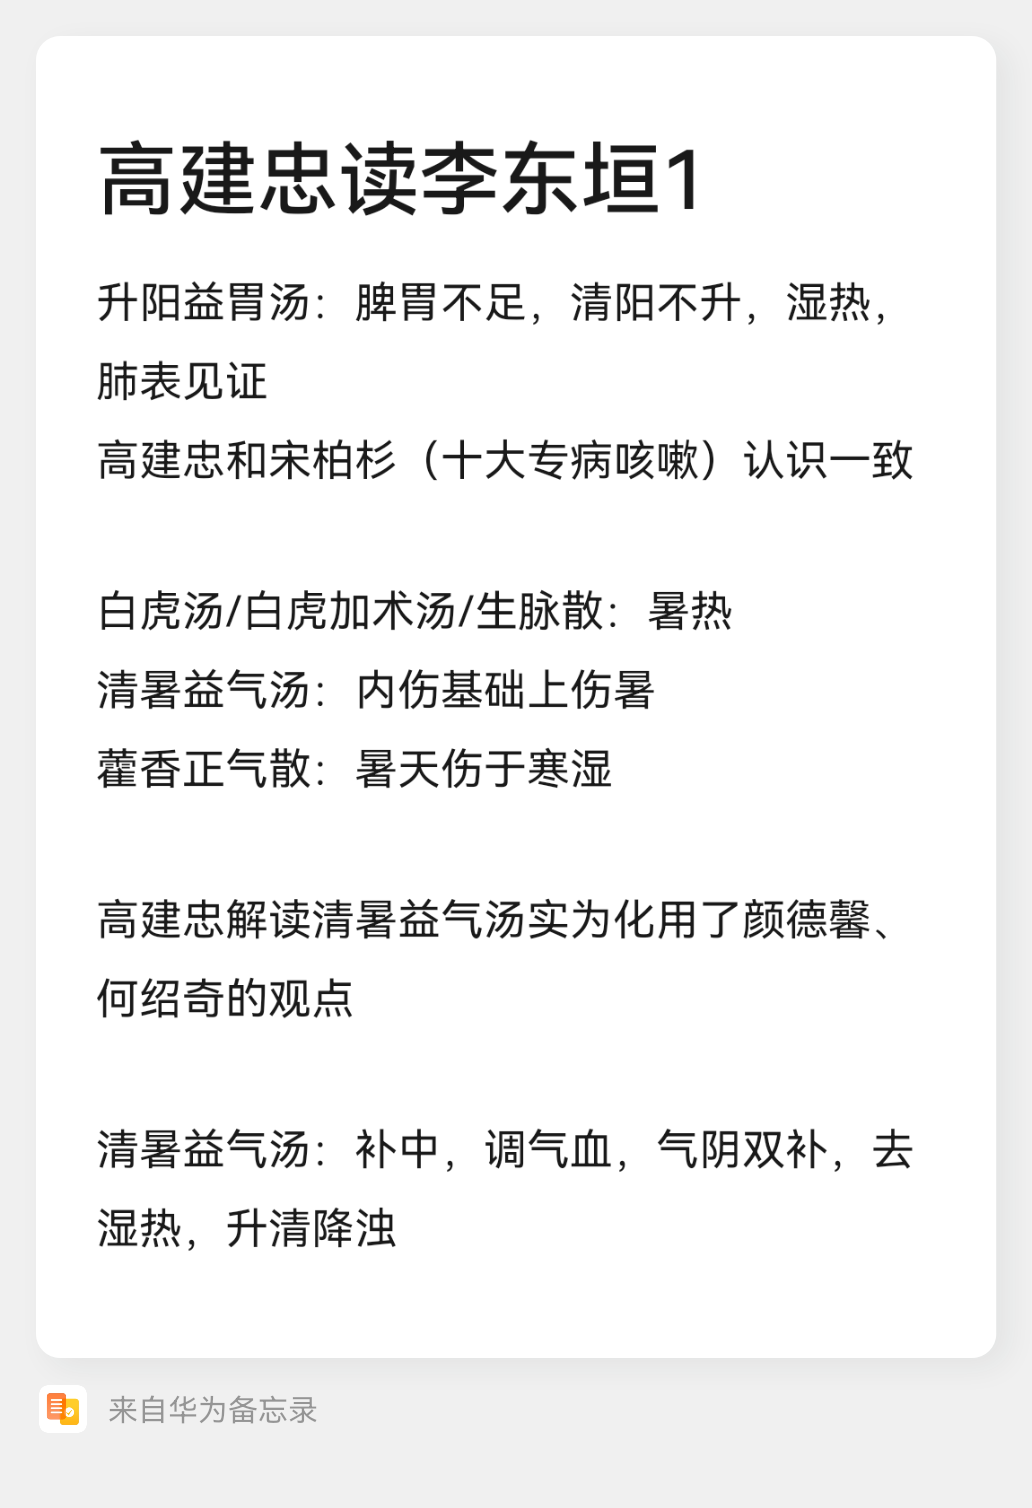 高建忠读李东垣1
升阳益胃汤：脾胃不足，清阳不升，湿热，
肺表见证
高建忠和宋柏杉（十大专病咳嗽）认识一致
白虎汤/白虎加术汤/生脉散：暑热
清暑益气汤：内伤基础上伤暑
藿香正气散：暑天伤于寒湿
高建忠解读清暑益气汤实为化用了颜德馨、
何绍奇的观点
清暑益气汤：补中，调气血，气阴双补，去
湿热，升清降浊
来自华为备忘录